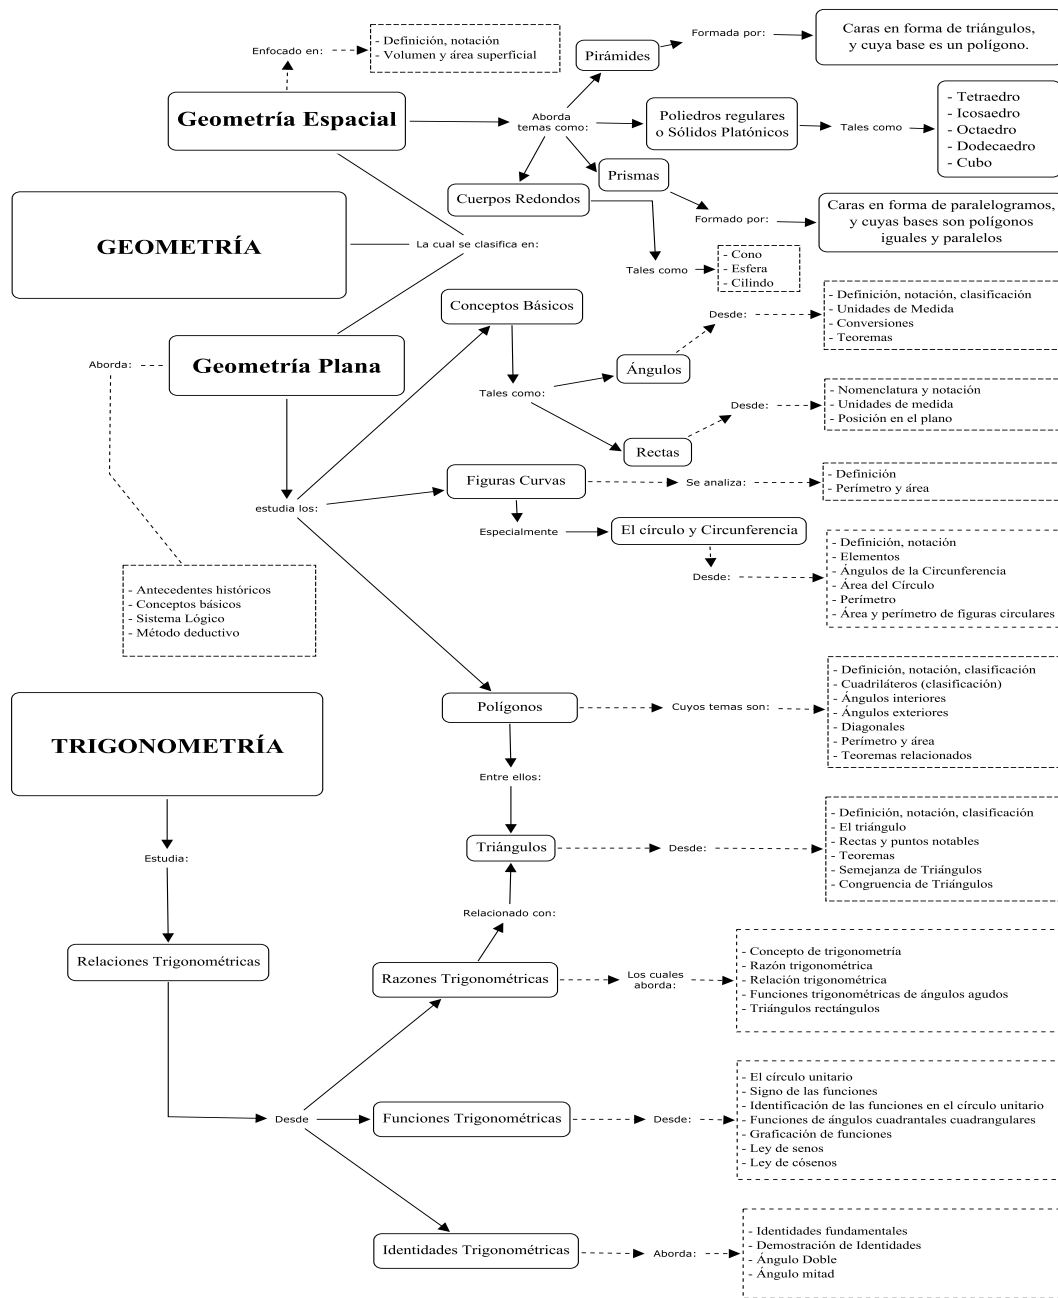 Enfocado en:
- Definición, notación
- Volumen y área superficial
Pirámides
Formada por:
Caras en forma de triángulos,
y cuya base es un polígono.
Geometría Espacial
Aborda
temas como:
Poliedros regulares
o Sólidos Platónicos
Tales como
- Tetraedro
- Icosaedro
- Octaedro
- Dodecaedro
- Cubo
Prismas
Cuerpos Redondos
Formado por:
Caras en forma de paralelogramos,
y cuyas bases son polígonos
iguales y paralelos
GEOMETRÍA
La cual se clasifica en:
Tales como
- Cono
- Esfera
- Cilindo
Conceptos Básicos
Desde:
- Definición, notación, clasificación
- Unidades de Medida
- Conversiones
- Teoremas
Aborda:
Geometría Plana
Ángulos
Tales como:
Desde:
- Nomenclatura y notación
- Unidades de medida
- Posición en el plano
Rectas
Figuras Curvas
Se analiza:
- Definición
- Perímetro y área
estudia los:
Especialmente
El círculo y Circunferencia
Desde:
- Definición, notación
- Elementos
- Ángulos de la Circunferencia
- Área del Círculo
- Perímetro
- Área y perímetro de figuras circulares
- Antecedentes históricos
- Conceptos básicos
- Sistema Lógico
- Método deductivo
Polígonos
Cuyos temas son:
- Definición, notación, clasificación
- Cuadriláteros (clasificación)
- Ángulos interiores
- Ángulos exteriores
- Diagonales
- Perímetro y área
- Teoremas relacionados
TRIGONOMETRÍA
Entre ellos:
Triángulos
Desde:
- Definición, notación, clasificación
- El triángulo
- Rectas y puntos notables
- Teoremas
- Semejanza de Triángulos
- Congruencia de Triángulos
Estudia:
Relacionado con:
Relaciones Trigonométricas
Razones Trigonométricas
Los cuales
aborda:
- Concepto de trigonometría
- Razón trigonométrica
- Relación trigonométrica
- Funciones trigonométricas de ángulos agudos
- Triángulos rectángulos
Desde
Funciones Trigonométricas
Desde:
- El círculo unitario
- Signo de las funciones
- Identificación de las funciones en el círculo unitario
- Funciones de ángulos cuadrantales cuadrangulares
- Graficación de funciones
- Ley de senos
- Ley de cósenos
Identidades Trigonométricas
Aborda:
- Identidades fundamentales
- Demostración de Identidades
- Ángulo Doble
- Ángulo mitad